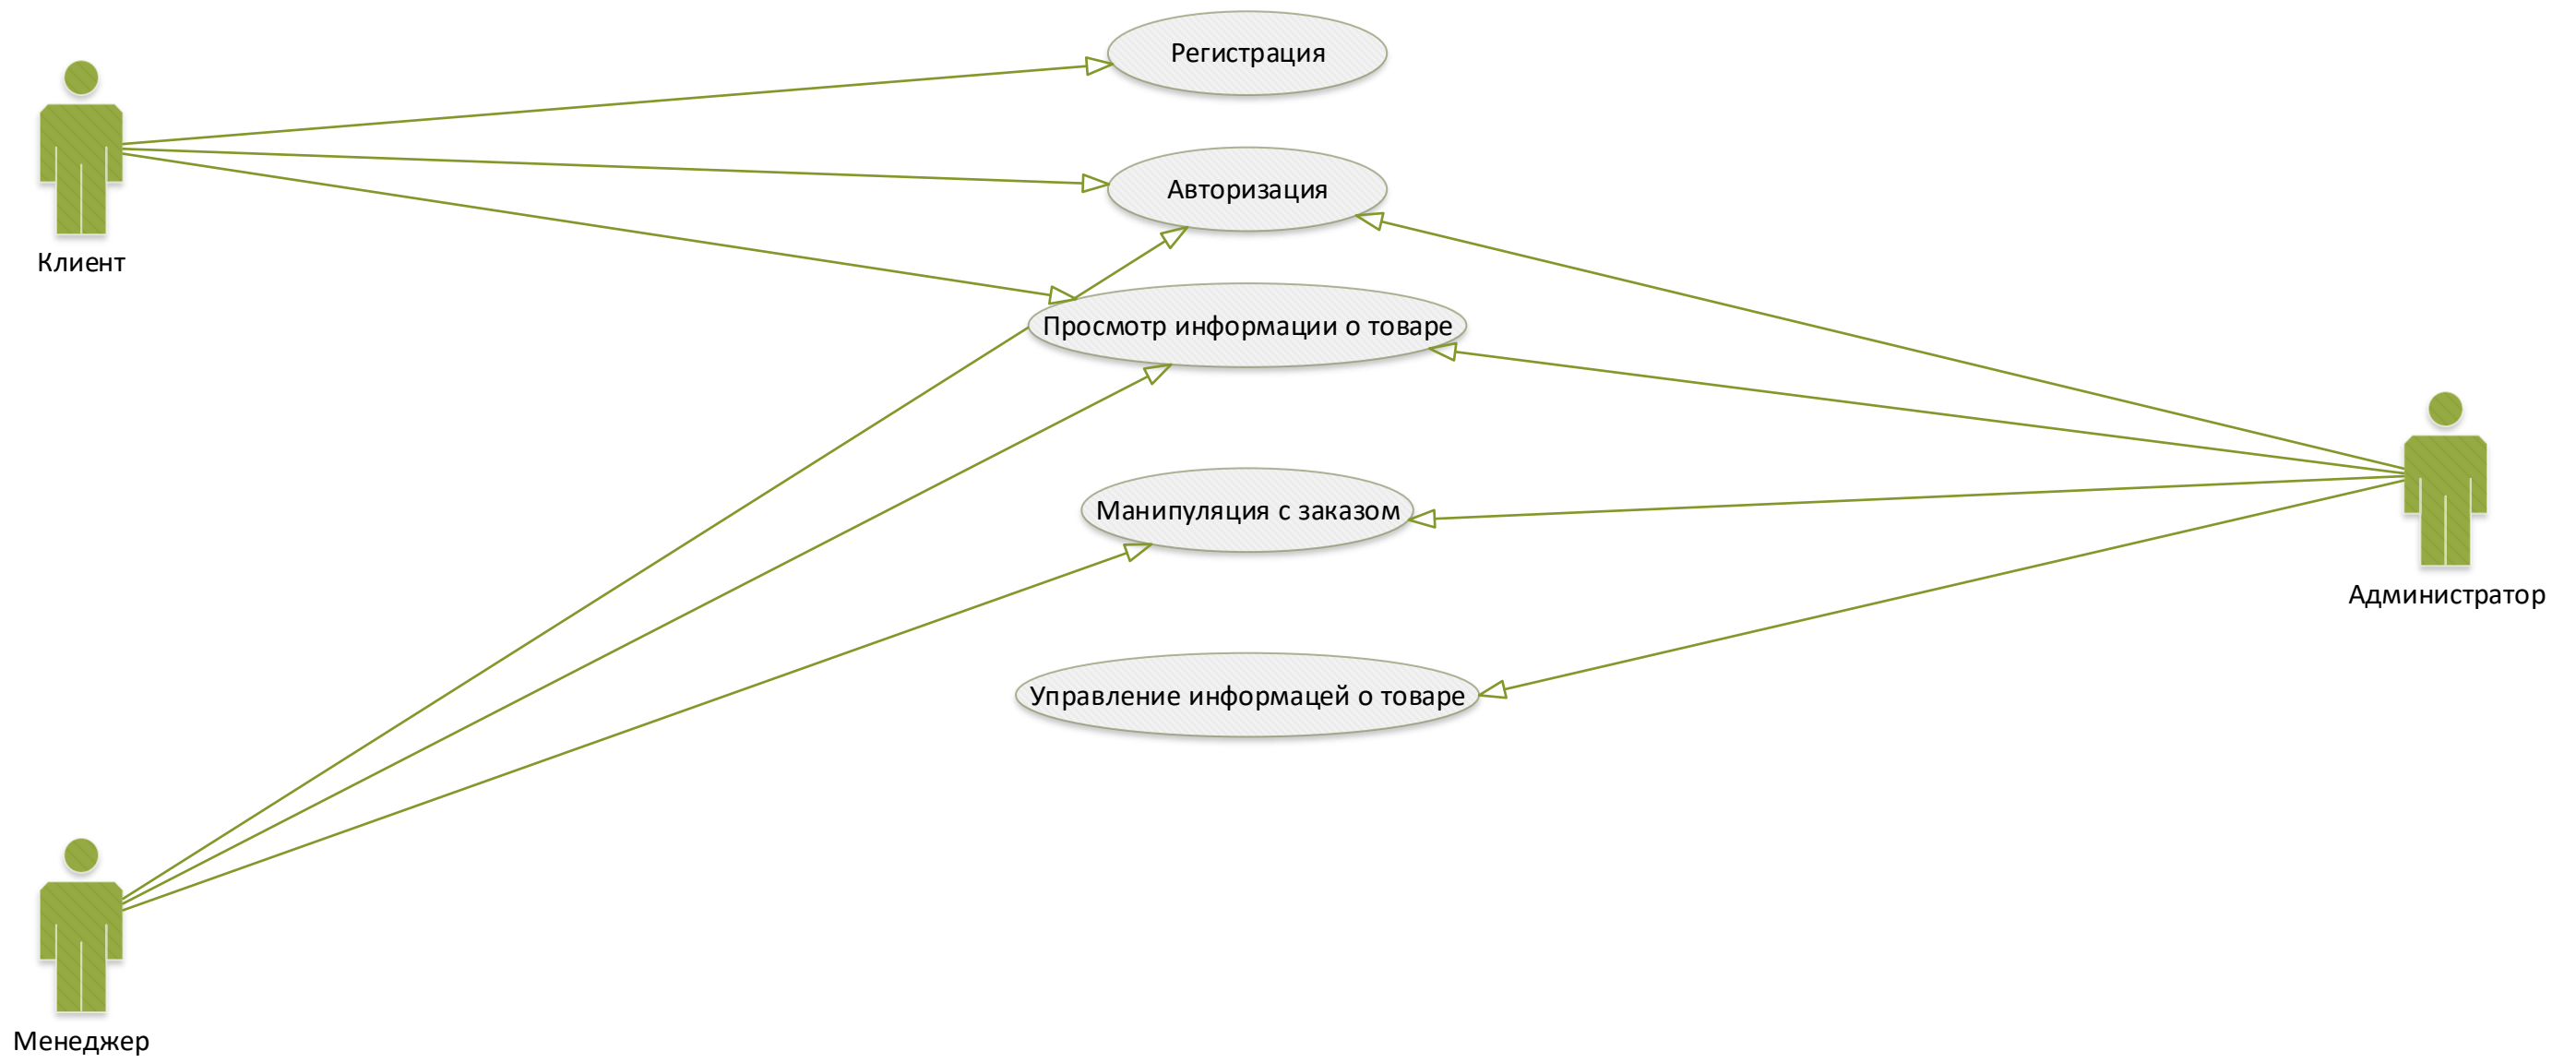 Регистрация
Авторизация
Клиент
Просмотр информации о товаре
Манипуляция с заказом
Администратор
Управление информацей о товаре
Менеджер